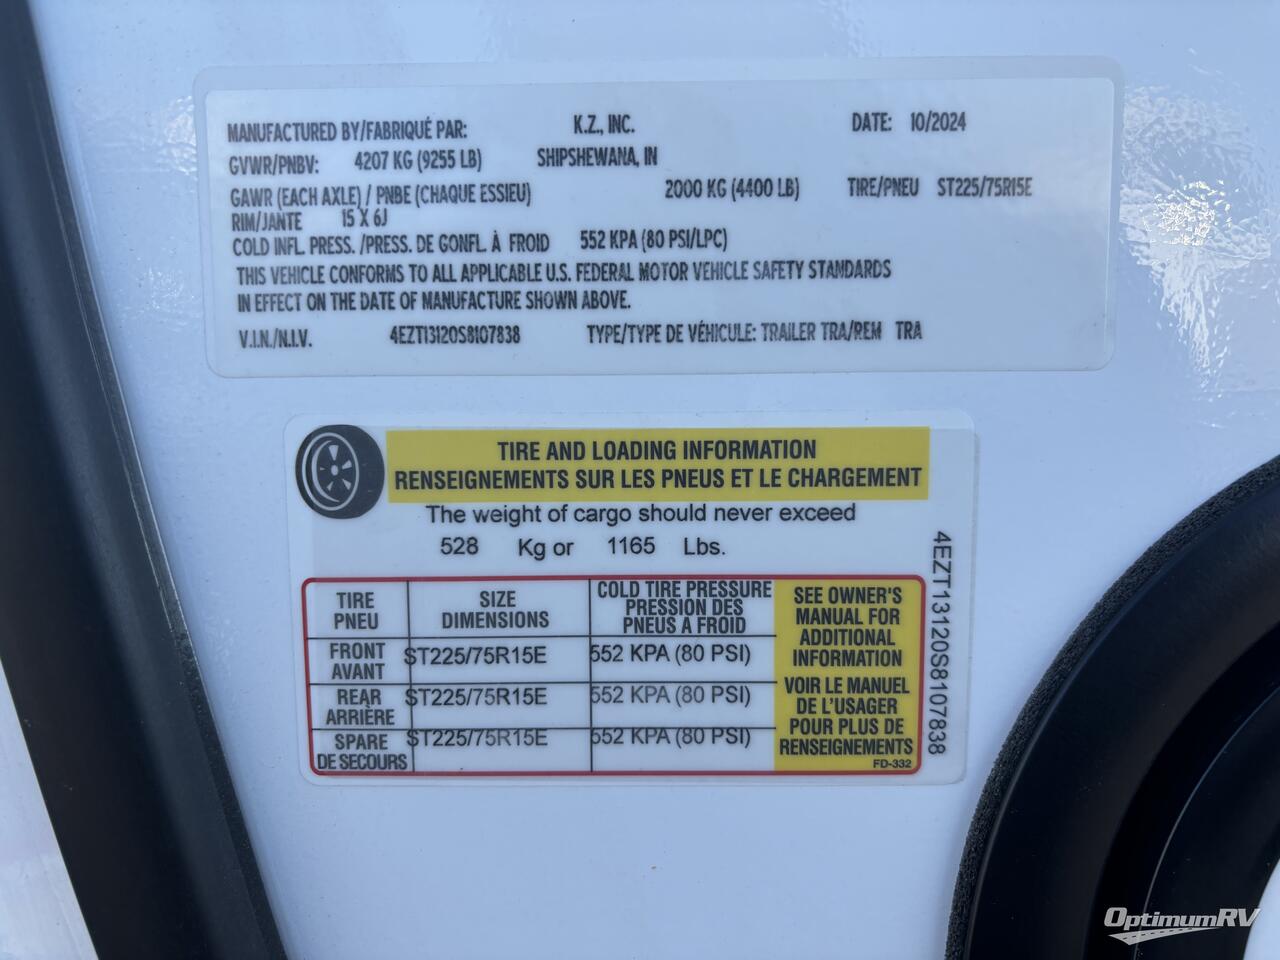 MANUFACTURED BY/FABRIQUÉ PAR: K.Z., INC. DATE: 10/2024
GVWR/PNBV: 4207 KG (9255 LB) SHIPSHEWANA, IN
GAWR (EACH AXLE) / PNBE (CHAQUE ESSIEU) 2000 KG (4400 LB) TIRE/PNEU ST225/75R15E
RIM/JANTE 15 X 6J
COLD INFL. PRESS. /PRESS. DE GONFL. À FROID 552 KPA (80 PSI/LPC)
THIS VEHICLE CONFORMS TO ALL APPLICABLE U.S. FEDERAL MOTOR VEHICLE SAFETY STANDARDS
IN EFFECT ON THE DATE OF MANUFACTURE SHOWN ABOVE.
V.I.N./N.I.V. 4EZT13120S8107838 TYPE/TYPE DE VÉHICULE: TRAILER TRA/REM TRA
TIRE AND LOADING INFORMATION
RENSEIGNEMENTS SUR LES PNEUS ET LE CHARGEMENT
The weight of cargo should never exceed
528 Kg or 1165 Lbs.
TIRE
PNEU
SIZE
DIMENSIONS
COLD TIRE PRESSURE
PRESSION DES
PNEUS A FROID
FRONT
AVANT
ST225/75R15E
552 KPA (80 PSI)
REAR
ARRIÈRE
ST225/75R15E
552 KPA (80 PSI)
SPARE
DE SECOURS
ST225/75R15E
552 KPA (80 PSI)
SEE OWNER'S
MANUAL FOR
ADDITIONAL
INFORMATION
VOIR LE MANUEL
DE L'USAGER
POUR PLUS DE
RENSEIGNEMENTS
FD-332
4EZT13120S8107838
OptimumRV